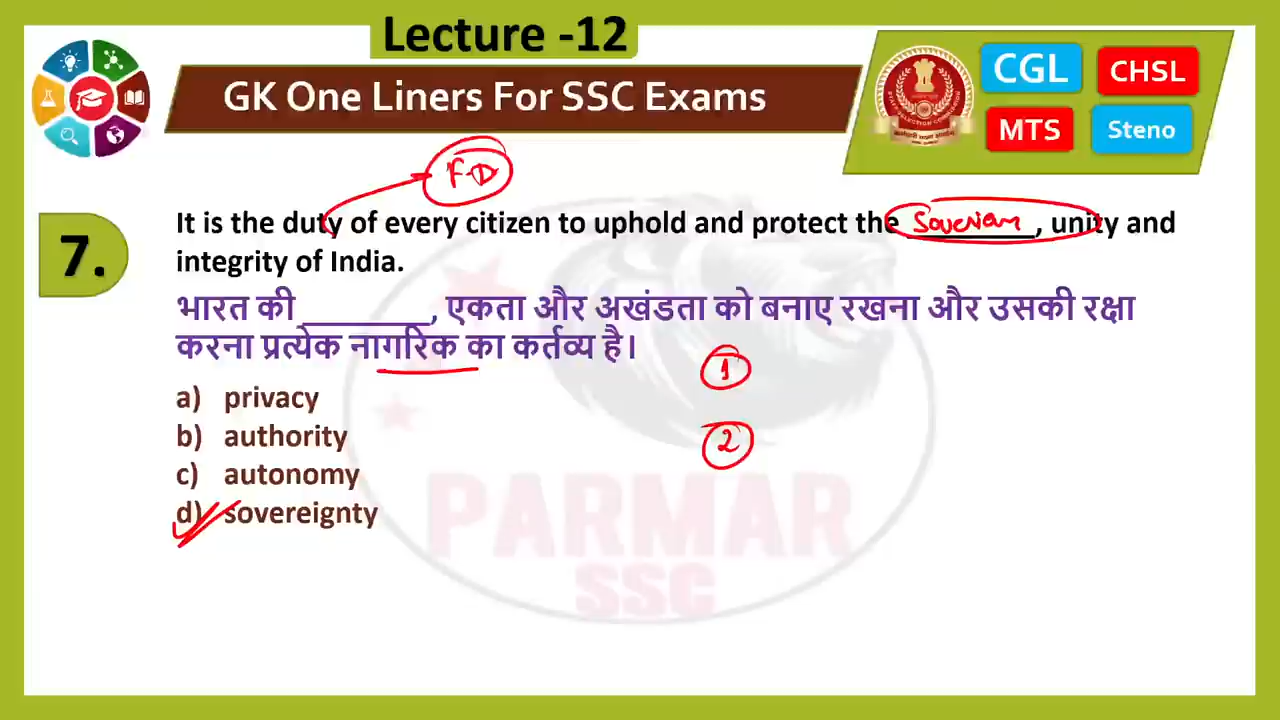 Lecture -12
GK One Liners For SSC Exams
CGL
CHSL
MTS
Steno
F.D
7.
It is the duty of every citizen to uphold and protect the ________, unity and
integrity of India.
भारत की ________, एकता और अखंडता को बनाए रखना और उसकी रक्षा
करना प्रत्येक नागरिक का कर्तव्य है।
1
a) privacy
2
b) authority
c) autonomy
d) sovereignty
PARMAR
SSC